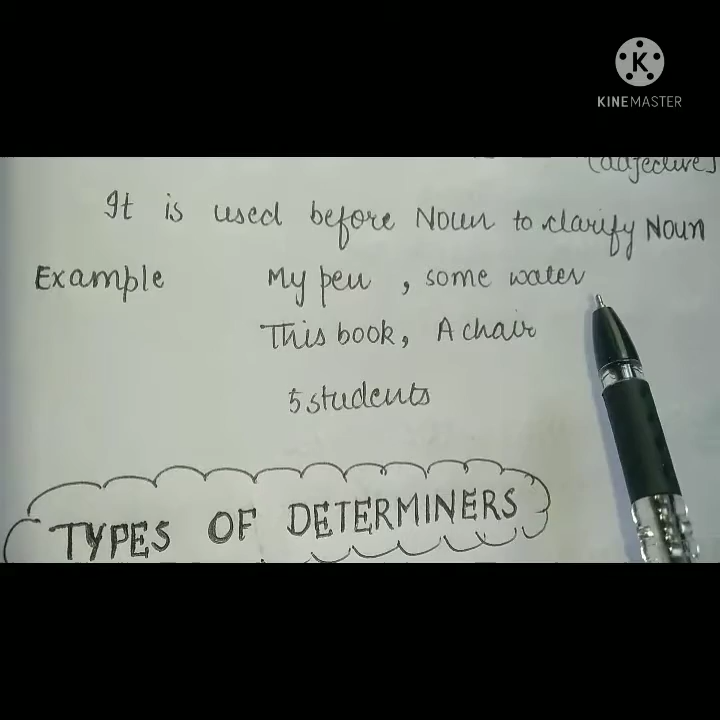 KINEMASTER
(adjective)
It is used before Noun to clarify Noun
Example My pen , some water
This book, A chair
5 students
TYPES OF DETERMINERS